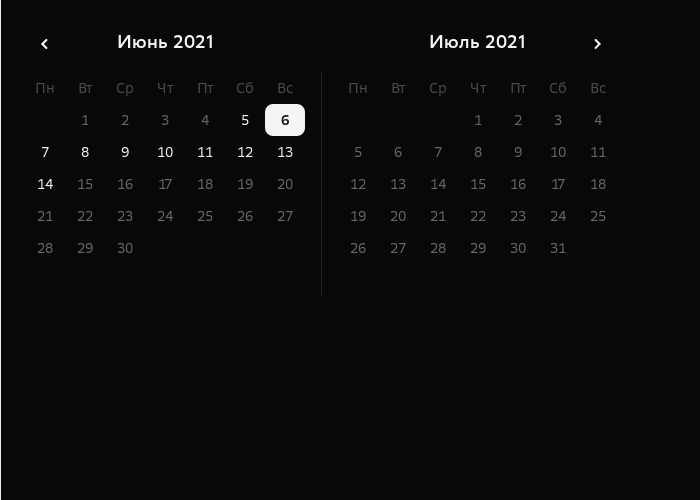 Июнь 2021
Пн Вт Ср Чт Пт Сб Вс
1 2 3 4 5 6
7 8 9 10 11 12 13
14 15 16 17 18 19 20
21 22 23 24 25 26 27
28 29 30
Июль 2021
Пн Вт Ср Чт Пт Сб Вс
1 2 3 4
5 6 7 8 9 10 11
12 13 14 15 16 17 18
19 20 21 22 23 24 25
26 27 28 29 30 31